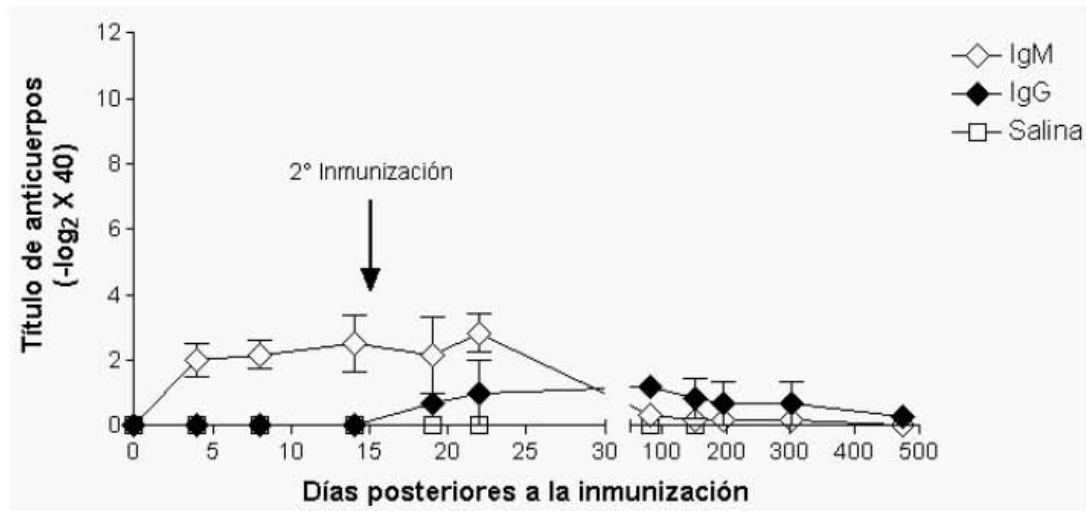 12
10
8
6
4
2
0
Título de anticuerpos
(-log₂ X 40)
2° Inmunización
IgM
IgG
Salina
0 5 10 15 20 25 30 100 200 300 400 500
Días posteriores a la inmunización